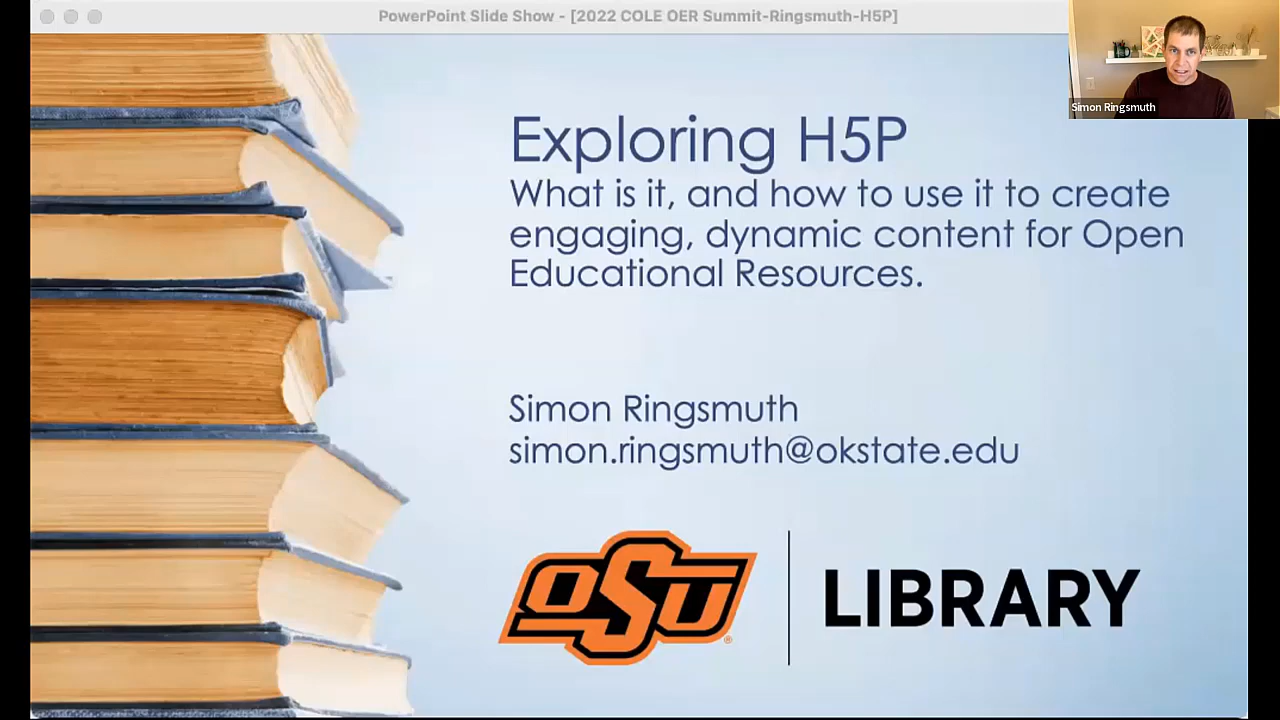 PowerPoint Slide Show - [2022 COLE OER Summit-Ringsmuth-H5P]
Simon Ringsmuth
Exploring H5P
What is it, and how to use it to create
engaging, dynamic content for Open
Educational Resources.
Simon Ringsmuth
simon.ringsmuth@okstate.edu
OSU
®
LIBRARY